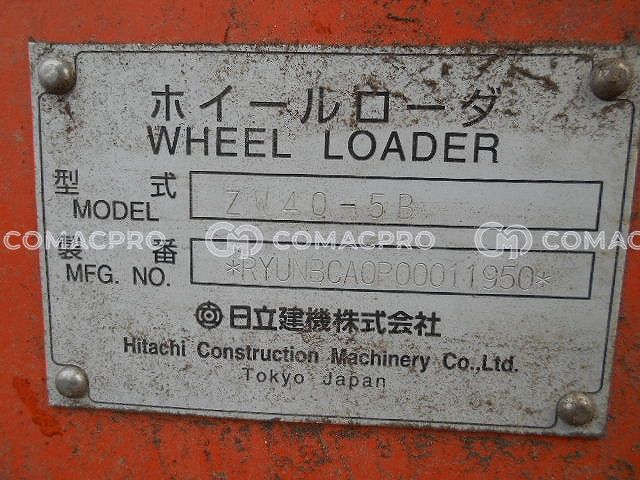 ホイールローダ
WHEEL LOADER
型式 ZW40-5B
MODEL
COMACPRO COMACPRO COMACPRO
製番 *RYUNBCA0P00011950*
MFG. NO.
日立建機株式会社
Hitachi Construction Machinery Co.,Ltd.
Tokyo Japan